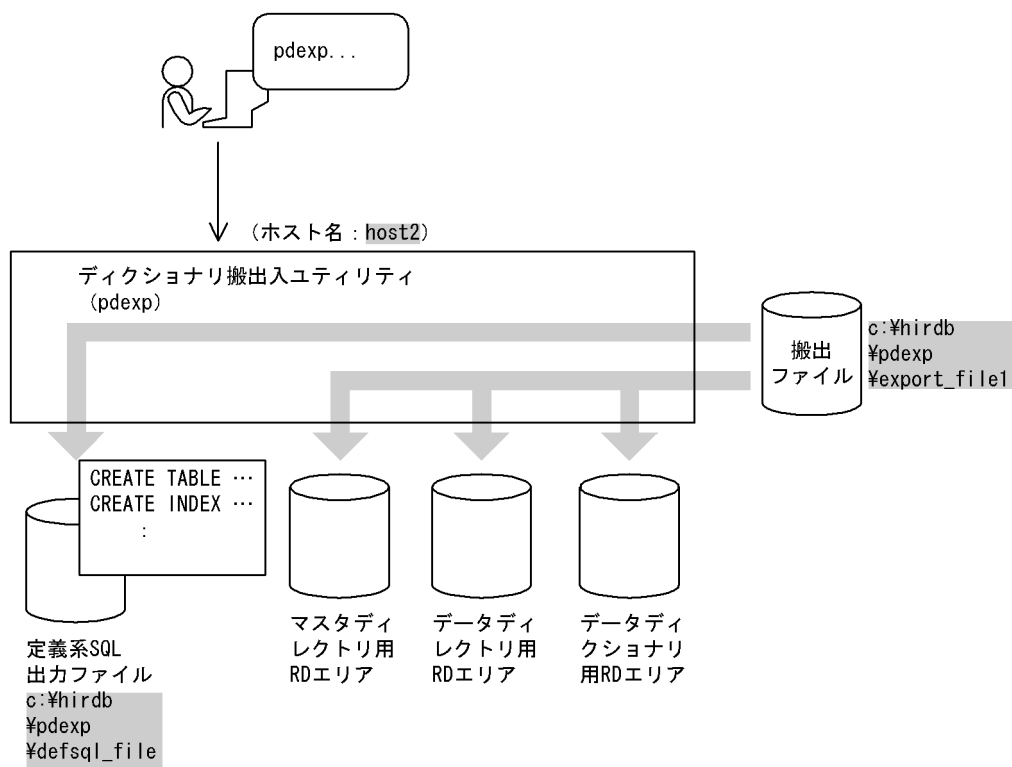 pdexp...
(ホスト名：host2)
ディクショナリ搬出入ユティリティ
(pdexp)
搬出
ファイル
c:¥hirdb
¥pdexp
¥export_file1
CREATE TABLE …
CREATE INDEX …
：
定義系SQL
出力ファイル
c:¥hirdb
¥pdexp
¥defsql_file
マスタディ
レクトリ用
RDエリア
データディ
レクトリ用
RDエリア
データディ
クショナリ
用RDエリア